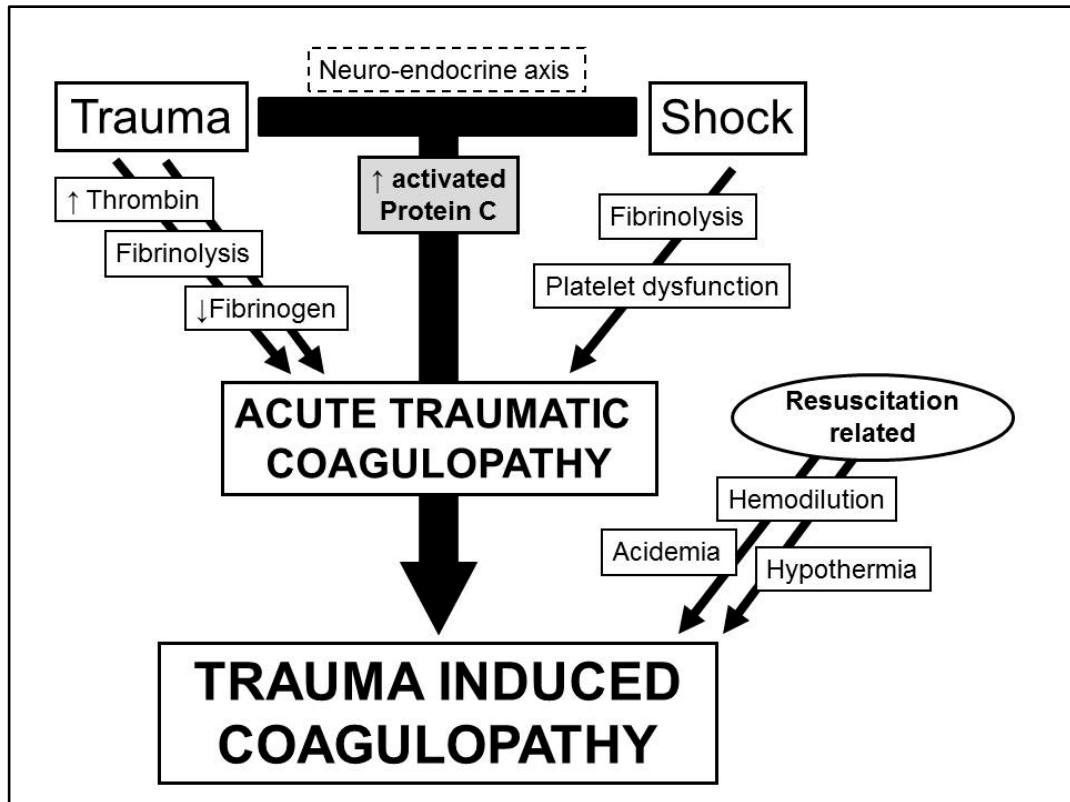 Neuro-endocrine axis
Trauma
Shock
↑ activated
Protein C
↑ Thrombin
Fibrinolysis
↓Fibrinogen
Fibrinolysis
Platelet dysfunction
ACUTE TRAUMATIC
COAGULOPATHY
Resuscitation
related
Hemodilution
Acidemia
Hypothermia
TRAUMA INDUCED
COAGULOPATHY